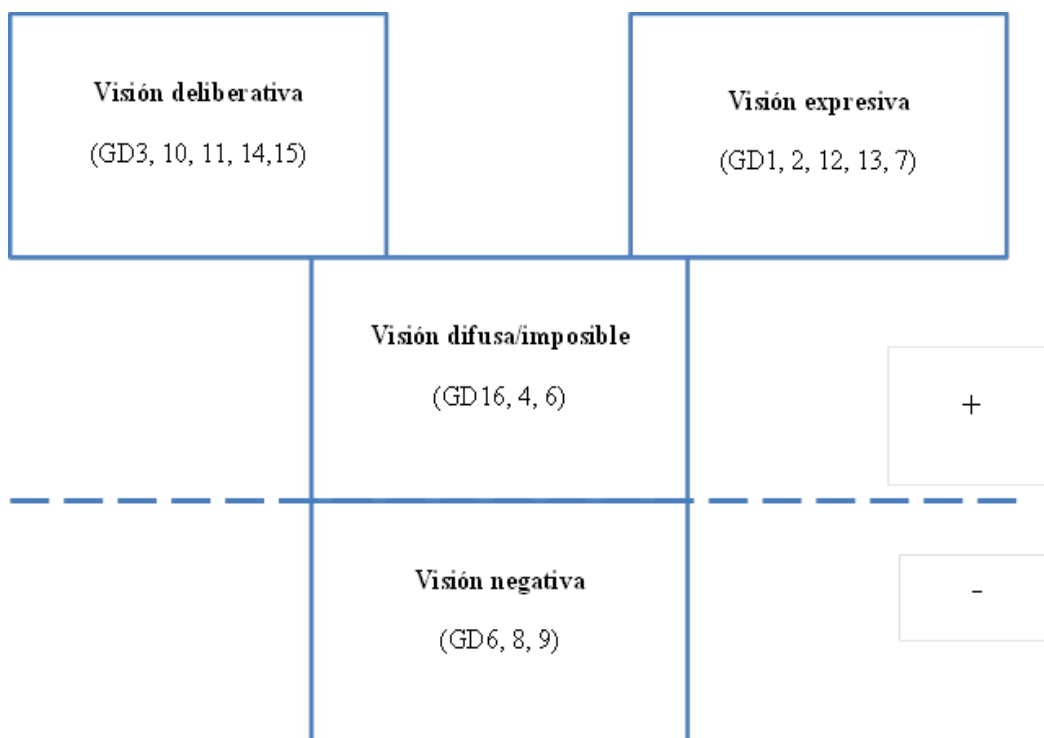 Visión deliberativa
(GD3, 10, 11, 14,15)
Visión expresiva
(GD1, 2, 12, 13, 7)
Visión difusa/imposible
(GD16, 4, 6)
+
Visión negativa
(GD6, 8, 9)
-